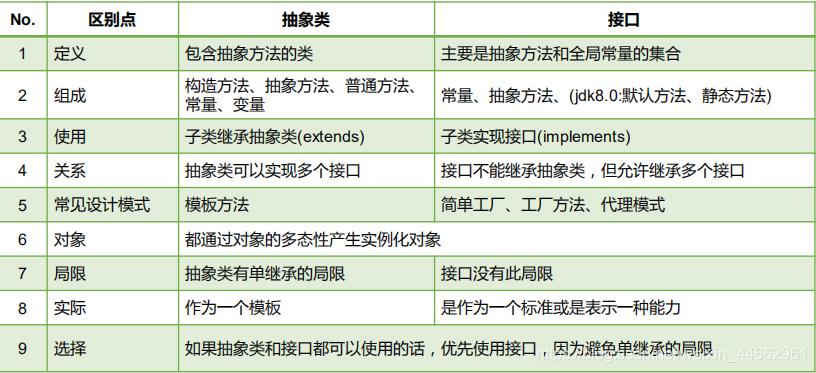 No. 区别点 抽象类 接口
1 定义 包含抽象方法的类 主要是抽象方法和全局常量的集合
2 组成 构造方法、抽象方法、普通方法、
常量、变量 常量、抽象方法、(jdk8.0:默认方法、静态方法)
3 使用 子类继承抽象类(extends) 子类实现接口(implements)
4 关系 抽象类可以实现多个接口 接口不能继承抽象类，但允许继承多个接口
5 常见设计模式 模板方法 简单工厂、工厂方法、代理模式
6 对象 都通过对象的多态性产生实例化对象
7 局限 抽象类有单继承的局限 接口没有此局限
8 实际 作为一个模板 是作为一个标准或是表示一种能力
9 选择 如果抽象类和接口都可以使用的话，优先使用接口，因为避免单继承的局限
44662961